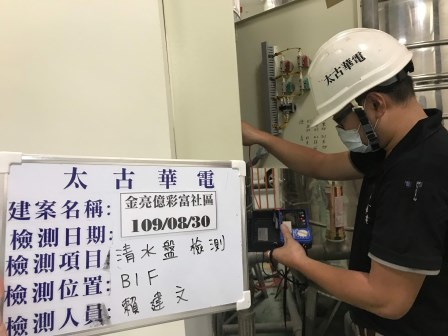 太古華電
太古華電
建案名稱: 金亮億彩富社區
檢測日期: 109/08/30
檢測項目: 清水盤 檢測
檢測位置: B1F
檢測人員: 賴建文